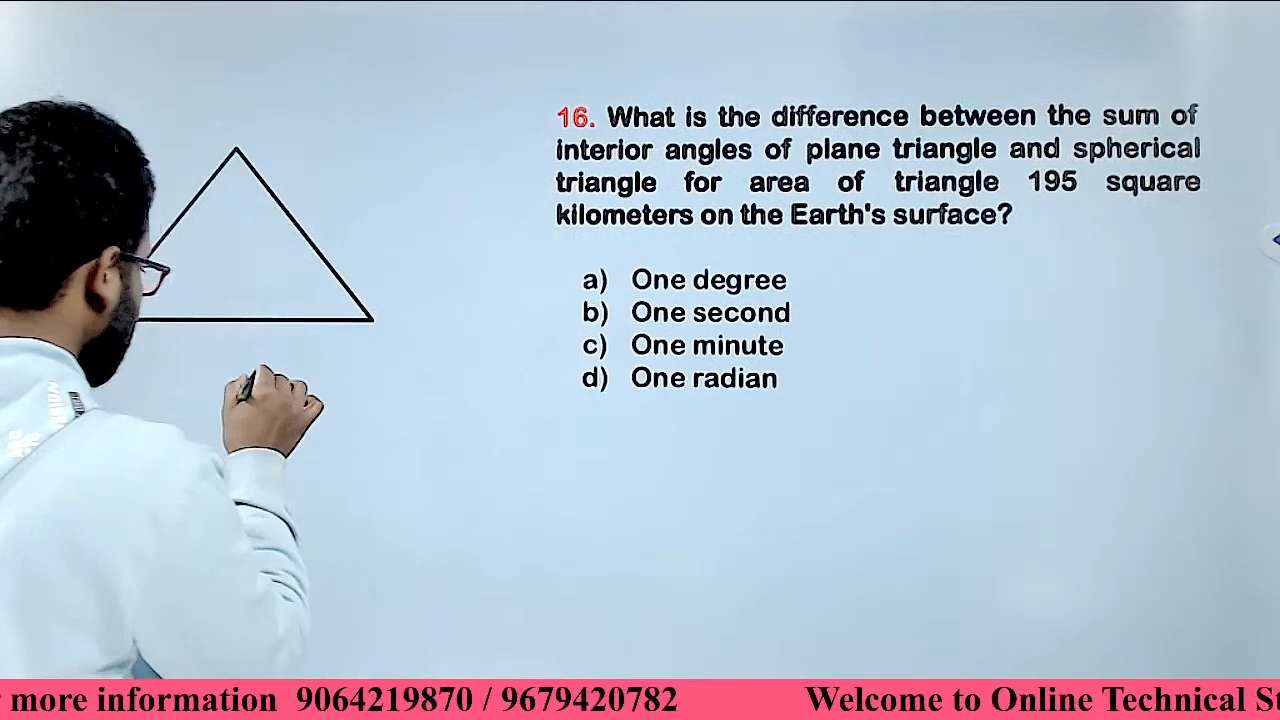 16. What is the difference between the sum of
interior angles of plane triangle and spherical
triangle for area of triangle 195 square
kilometers on the Earth's surface?
a) One degree
b) One second
c) One minute
d) One radian
more information 9064219870 / 9679420782 Welcome to Online Technical